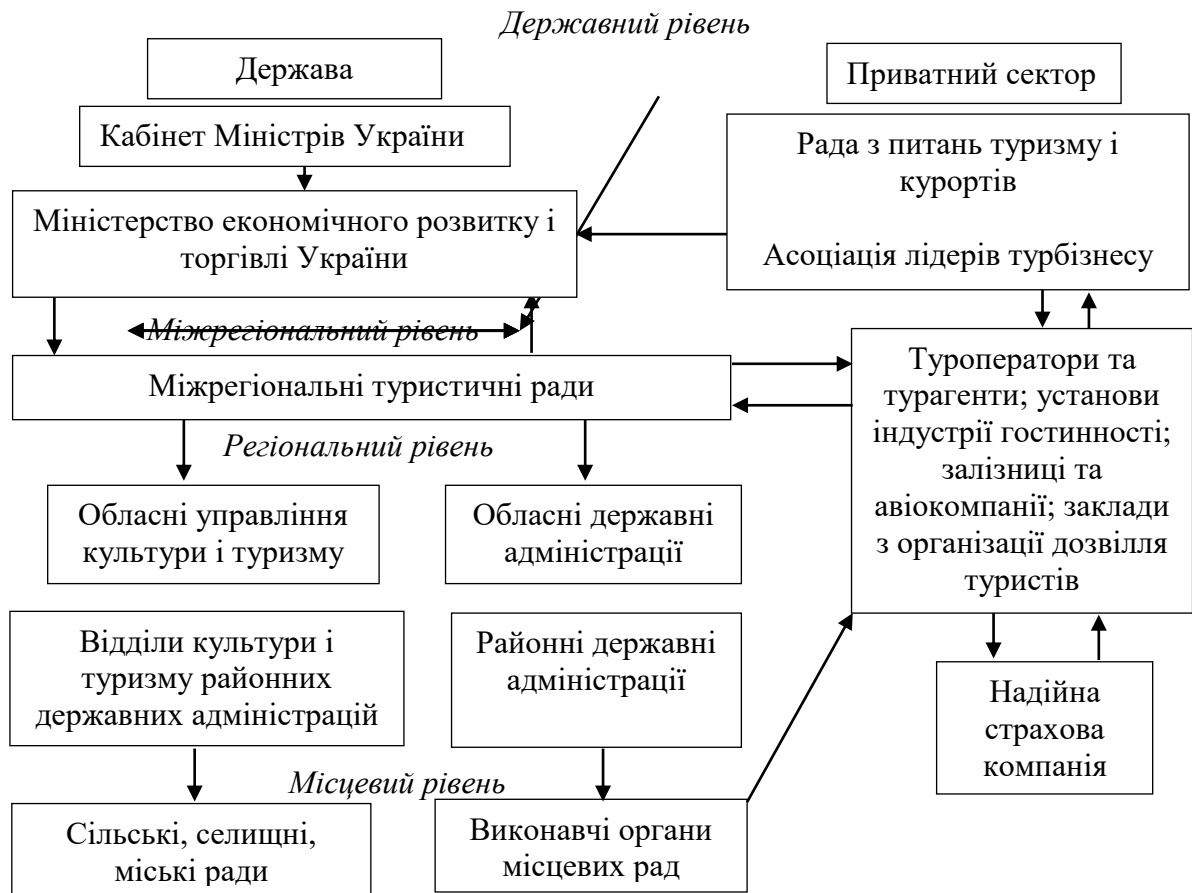 Державний рівень
Держава
Приватний сектор
Кабінет Міністрів України
Рада з питань туризму і
курортів
Асоціація лідерів турбізнесу
Міністерство економічного розвитку і
торгівлі України
Міжрегіональний рівень
Міжрегіональні туристичні ради
Туроператори та
турагенти; установи
індустрії гостинності;
залізниці та
авіокомпанії; заклади
з організації дозвілля
туристів
Регіональний рівень
Обласні управління
культури і туризму
Обласні державні
адміністрації
Відділи культури і
туризму районних
державних адміністрацій
Районні державні
адміністрації
Надійна
страхова
компанія
Місцевий рівень
Сільські, селищні,
міські ради
Виконавчі органи
місцевих рад